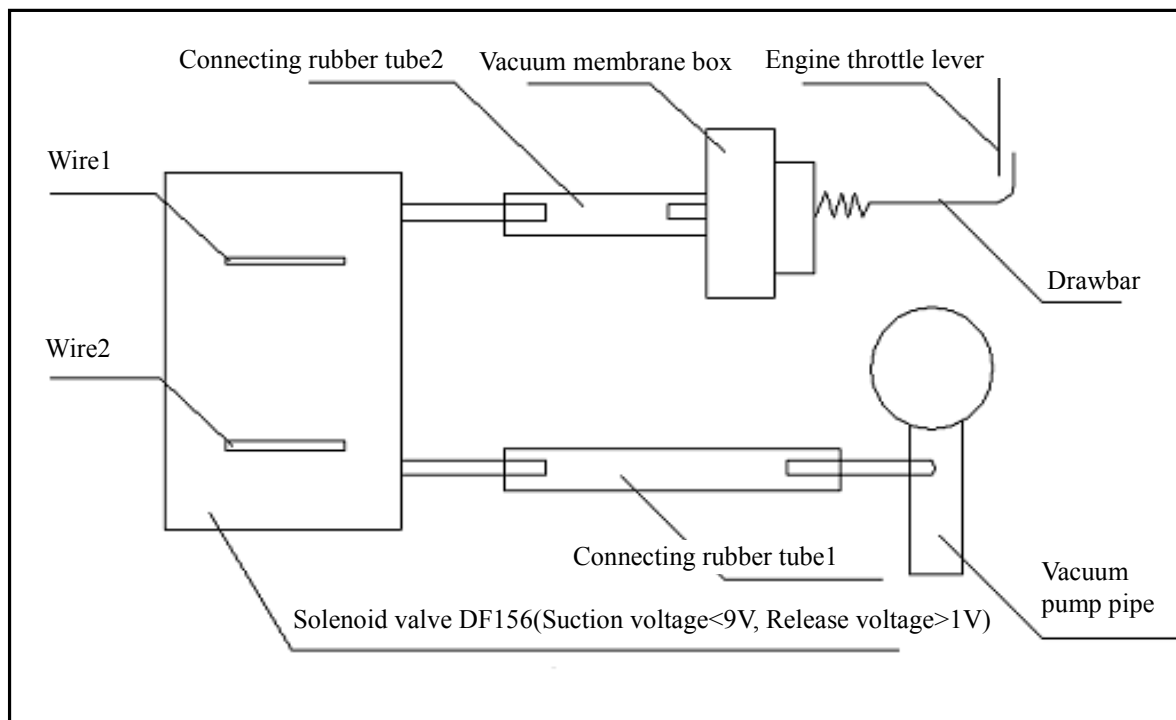 Connecting rubber tube2
Vacuum membrane box
Engine throttle lever
Wire1
Drawbar
Wire2
Connecting rubber tube1
Vacuum
pump pipe
Solenoid valve DF156(Suction voltage<9V, Release voltage>1V)